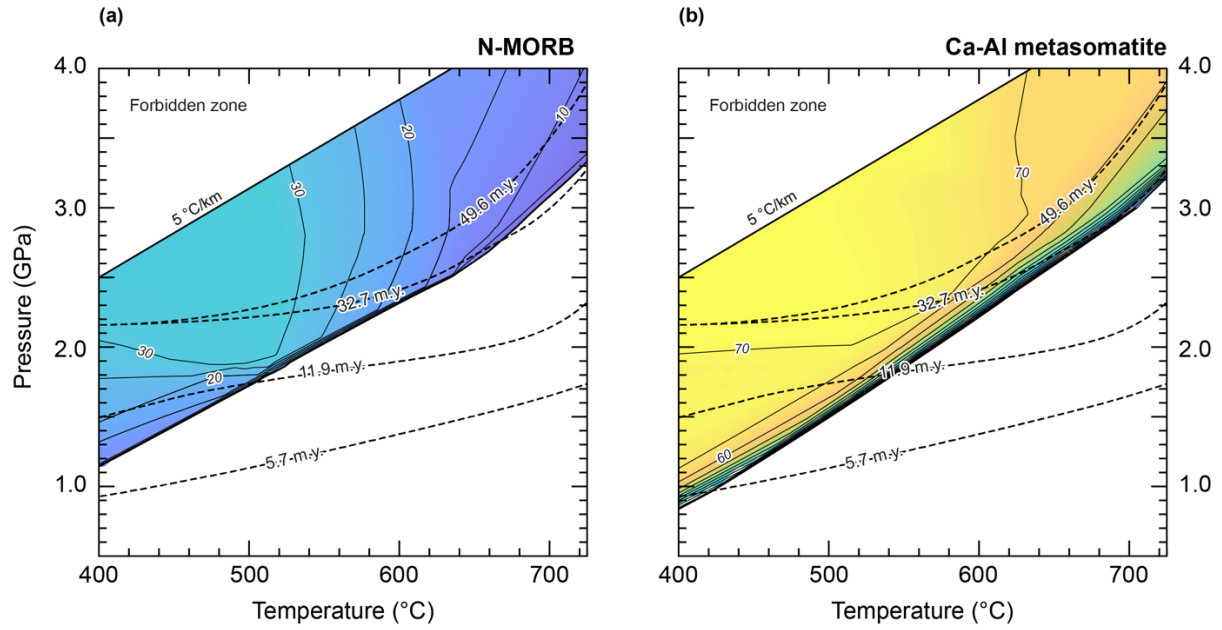 (a)
N-MORB
4.0
3.0
2.0
1.0
Pressure (GPa)
Forbidden zone
5 °C/km
30
20
10
49.6 m.y.
32.7 m.y.
30
20
11.9 m.y.
5.7 m.y.
400
500
600
700
Temperature (°C)
(b)
Ca-Al metasomatite
4.0
3.0
2.0
1.0
Forbidden zone
5 °C/km
70
49.6 m.y.
32.7 m.y.
70
11.9 m.y.
60
5.7 m.y.
400
500
600
700
Temperature (°C)